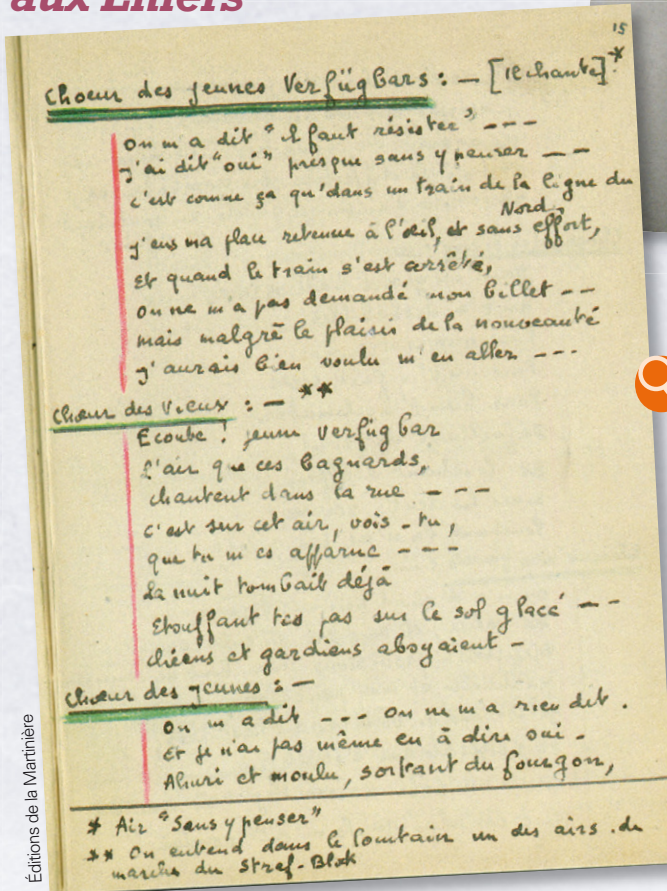 aux Enfers
15
Choeur des jeunes Verfügbars : — [Il chante]*
On m'a dit "il faut résister" ---
j'ai dit "oui" presque sans y penser ---
c'est comme ça qu'dans un train de la ligne du
Nord,
j'eus ma place retenue à l'oeil, et sans effort,
Et quand le train s'est arrêté,
on ne m'a pas demandé mon billet --
mais malgré le plaisir de la nouveauté
j'aurais bien voulu m'en aller ---
Choeur des Vieux : — **
Ecoute ! jeune verfügbar
L'air que ces bagnards,
chantent dans la rue ---
c'est sur cet air, vois-tu,
que tu m'es apparue ---
La nuit tombait déjà
Etouffant tes pas sur le sol glacé --
chiens et gardiens aboyaient -
Choeur des jeunes : —
On m'a dit --- on ne m'a rien dit.
Et je n'ai pas même eu à dire oui -
Ahuri et moulu, sortant du fourgon,
* Air "Sans y penser"
** On entend dans le lointain un des airs de
marche du Straf-Block
Éditions de la Martinière